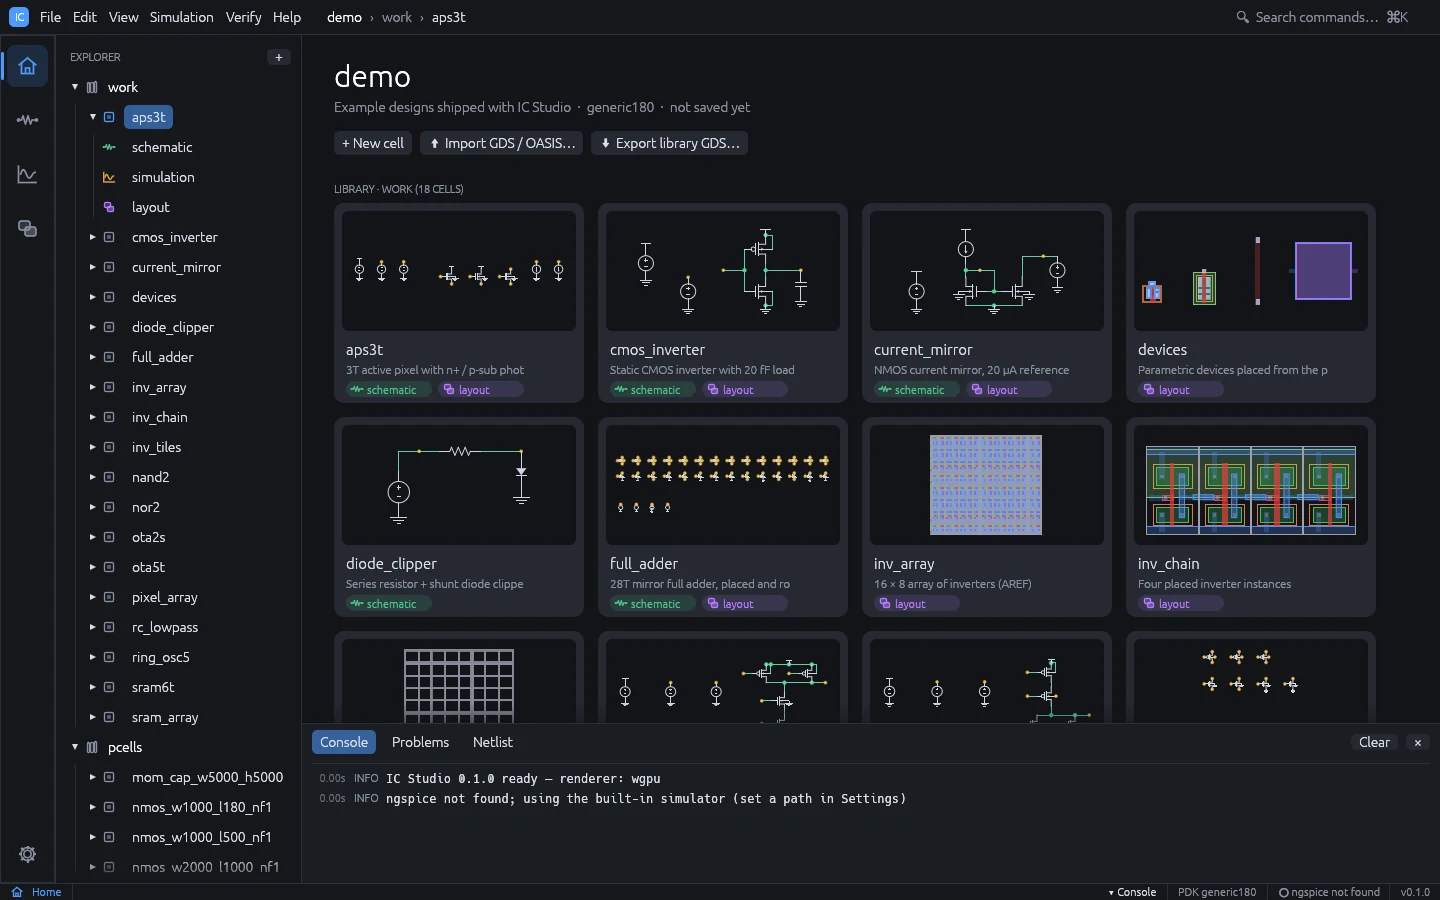 IC File Edit View Simulation Verify Help demo › work › aps3t Search commands... ⌘K
EXPLORER +
work
aps3t
schematic
simulation
layout
cmos_inverter
current_mirror
devices
diode_clipper
full_adder
inv_array
inv_chain
inv_tiles
nand2
nor2
ota2s
ota5t
pixel_array
rc_lowpass
ring_osc5
sram6t
sram_array
pcells
mom_cap_w5000_h5000
nmos_w1000_l180_nf1
nmos_w1000_l500_nf1
nmos_w2000_l1000_nf1
demo
Example designs shipped with IC Studio · generic180 · not saved yet
+ New cell Import GDS / OASIS... Export library GDS...
LIBRARY · WORK (18 CELLS)
aps3t
3T active pixel with n+ / p-sub phot
schematic layout
cmos_inverter
Static CMOS inverter with 20 fF load
schematic layout
current_mirror
NMOS current mirror, 20 µA reference
schematic layout
devices
Parametric devices placed from the p
layout
diode_clipper
Series resistor + shunt diode clippe
schematic
full_adder
28T mirror full adder, placed and ro
schematic layout
inv_array
16 × 8 array of inverters (AREF)
layout
inv_chain
Four placed inverter instances
layout
Console Problems Netlist Clear ×
0.00s INFO IC Studio 0.1.0 ready — renderer: wgpu
0.00s INFO ngspice not found; using the built-in simulator (set a path in Settings)
Home Console PDK generic180 ngspice not found v0.1.0